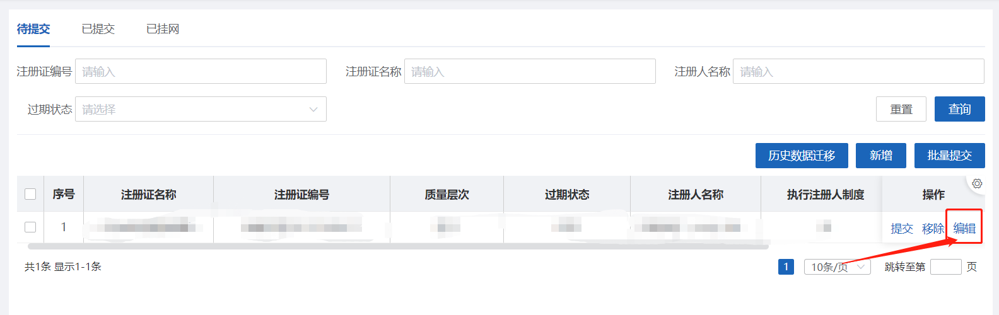 待提交 已提交 已挂网
注册证编号 请输入 注册证名称 请输入 注册人名称 请输入
过期状态 请选择 重置 查询
历史数据迁移 新增 批量提交
序号 注册证名称 注册证编号 质量层次 过期状态 注册人名称 执行注册人制度 操作
1 提交 移除 编辑
共1条 显示1-1条 1 10条/页 跳转至第 页